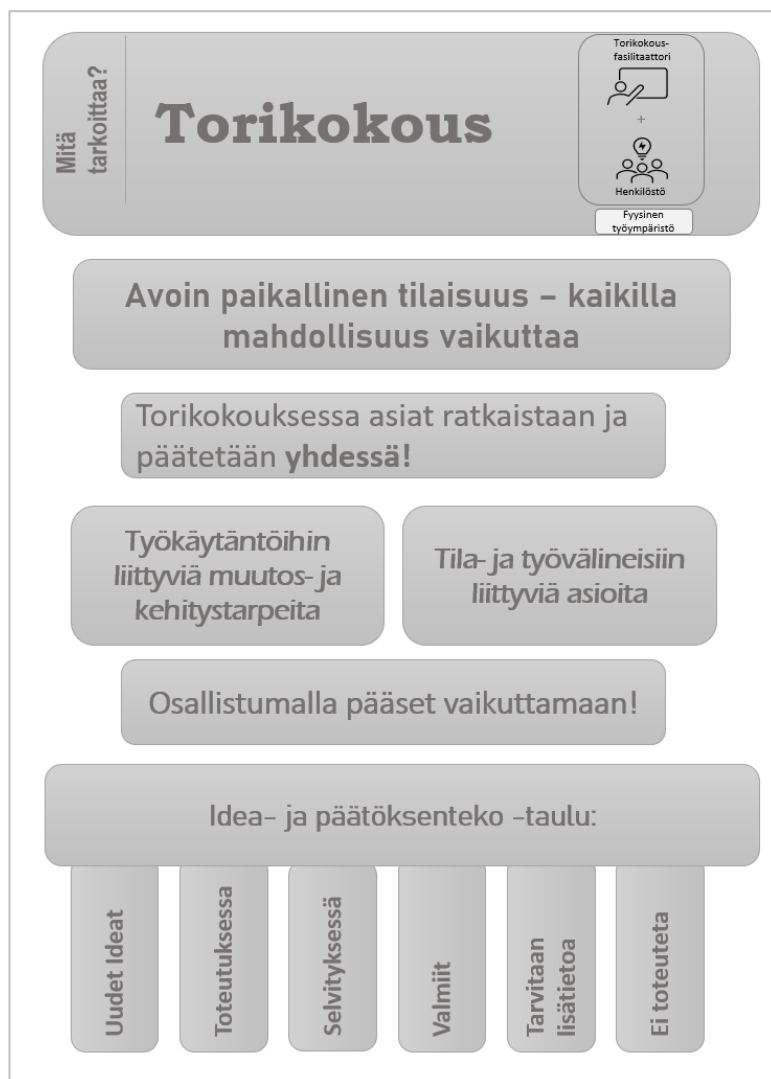 Mitä
tarkoittaa?
Torikokous
Torikokous-
fasilitaattori
+
Henkilöstö
Fyysinen
työympäristö
Avoin paikallinen tilaisuus – kaikilla
mahdollisuus vaikuttaa
Torikokouksessa asiat ratkaistaan ja
päätetään yhdessä!
Työkäytäntöihin
liittyviä muutos- ja
kehitystarpeita
Tila- ja työvälineisiin
liittyviä asioita
Osallistumalla pääset vaikuttamaan!
Idea- ja päätöksenteko -taulu:
Uudet Ideat
Toteutuksessa
Selvityksessä
Valmiit
Tarvitaan
lisätietoa
Ei toteuteta